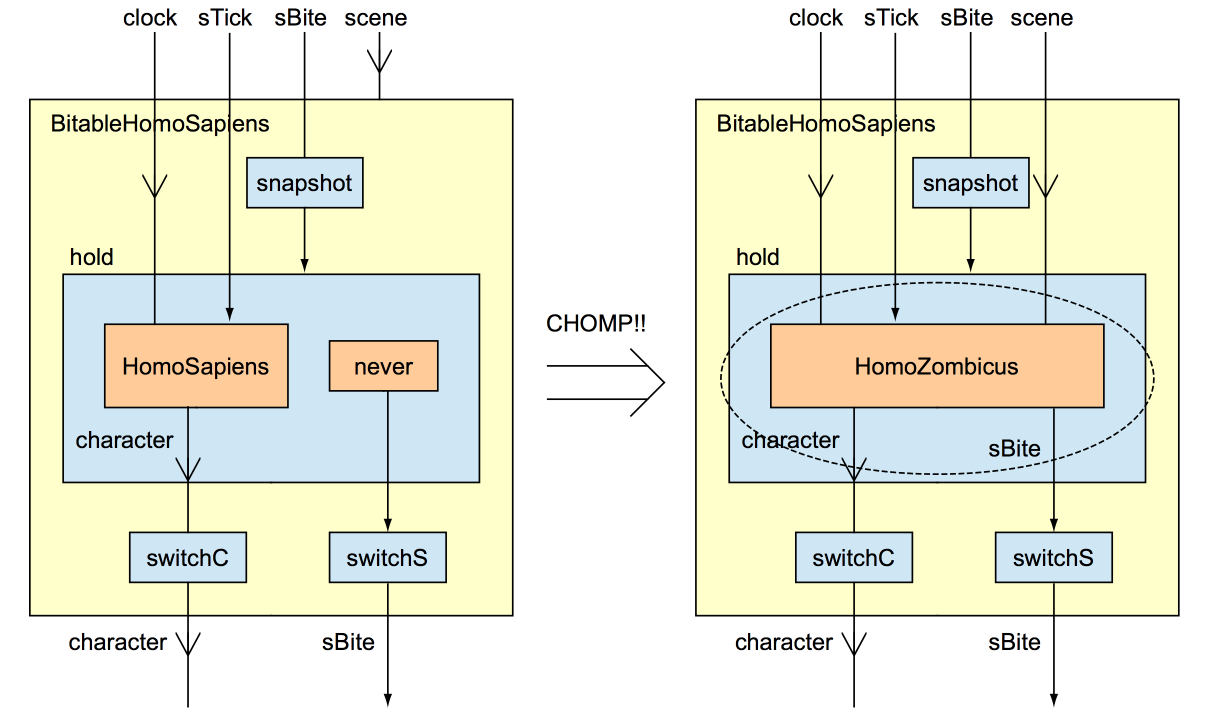 clock sTick sBite scene
BitableHomoSapiens
snapshot
hold
HomoSapiens never
character
switchC switchS
character sBite
CHOMP!!
clock sTick sBite scene
BitableHomoSapiens
snapshot
hold
HomoZombicus
character sBite
switchC switchS
character sBite